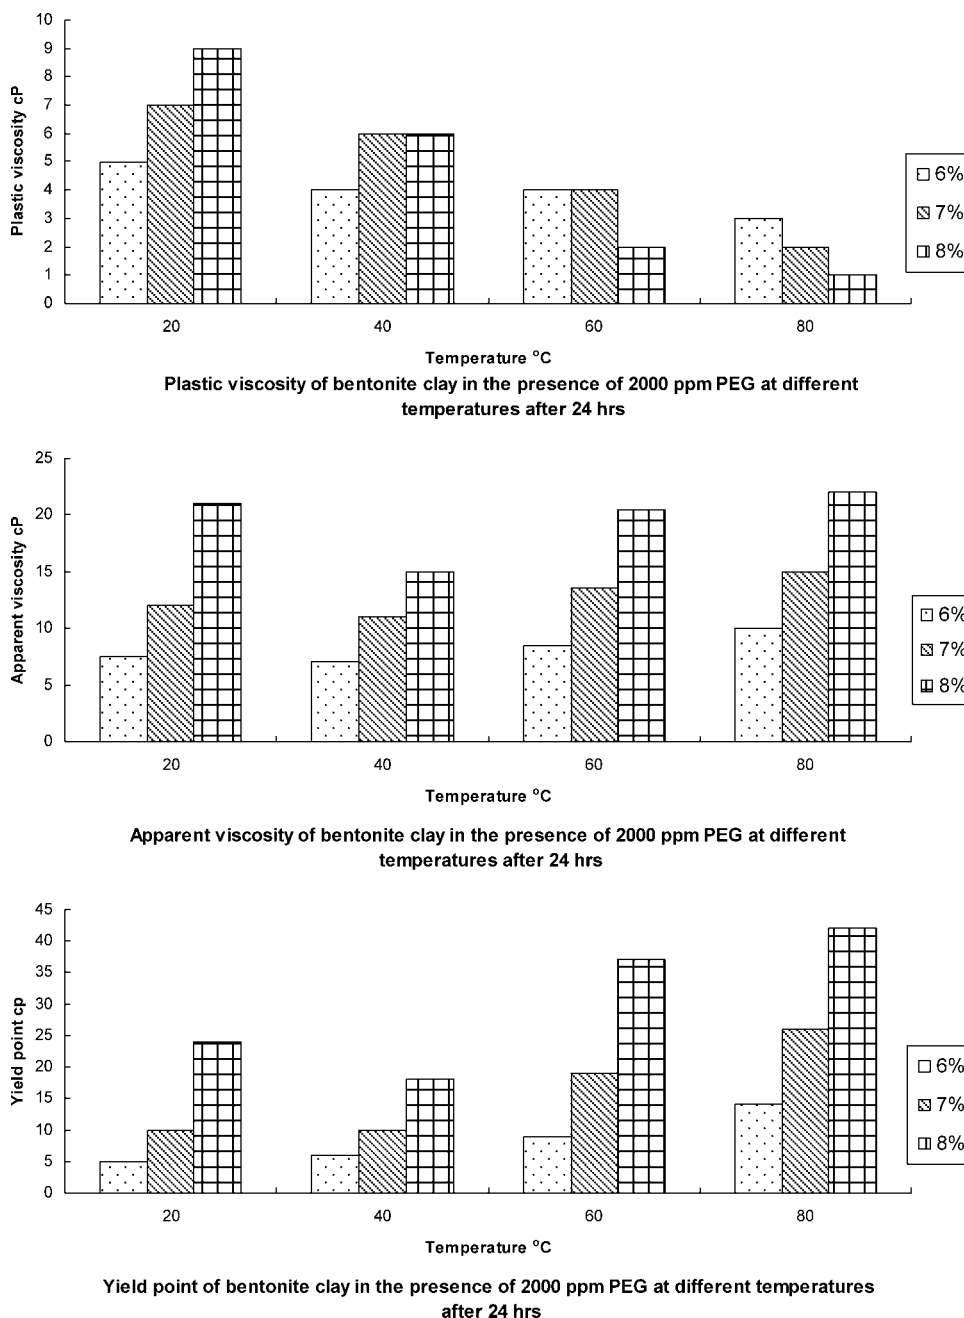 10
9
8
7
6
5
4
3
2
1
0
Plastic viscosity cP
20 40 60 80
Temperature °C
6%
7%
8%
Plastic viscosity of bentonite clay in the presence of 2000 ppm PEG at different
temperatures after 24 hrs
25
20
15
10
5
0
Apparent viscosity cP
20 40 60 80
Temperature °C
6%
7%
8%
Apparent viscosity of bentonite clay in the presence of 2000 ppm PEG at different
temperatures after 24 hrs
45
40
35
30
25
20
15
10
5
0
Yield point cp
20 40 60 80
Temperature °C
6%
7%
8%
Yield point of bentonite clay in the presence of 2000 ppm PEG at different temperatures
after 24 hrs